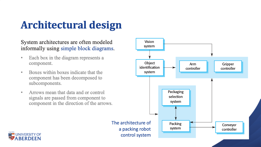 Architectural design
System architectures are often modeled
informally using simple block diagrams.
• Each box in the diagram represents a
component.
• Boxes within boxes indicate that the
component has been decomposed to
subcomponents.
• Arrows mean that data and or control
signals are passed from component to
component in the direction of the arrows.
Vision
system
Object
identification
system
Arm
controller
Gripper
controller
Packaging
selection
system
Packing
system
Conveyor
controller
The architecture of
a packing robot
control system
UNIVERSITY OF
ABERDEEN